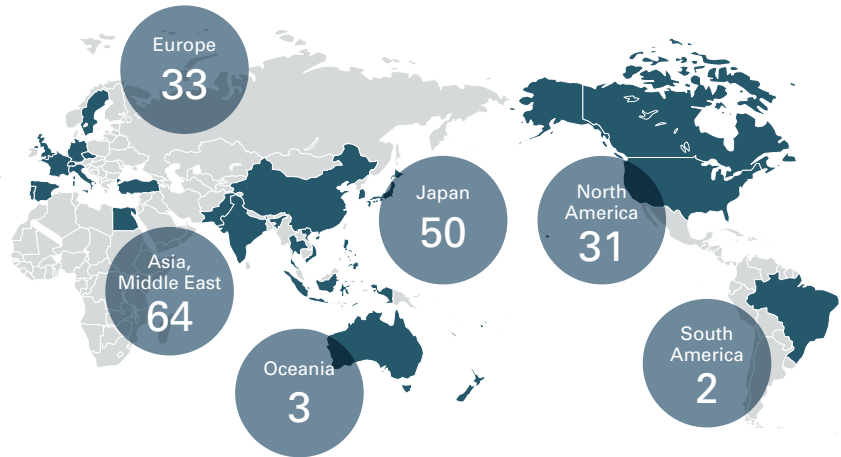 Europe
33
Japan
50
North
America
31
Asia,
Middle East
64
Oceania
3
South
America
2